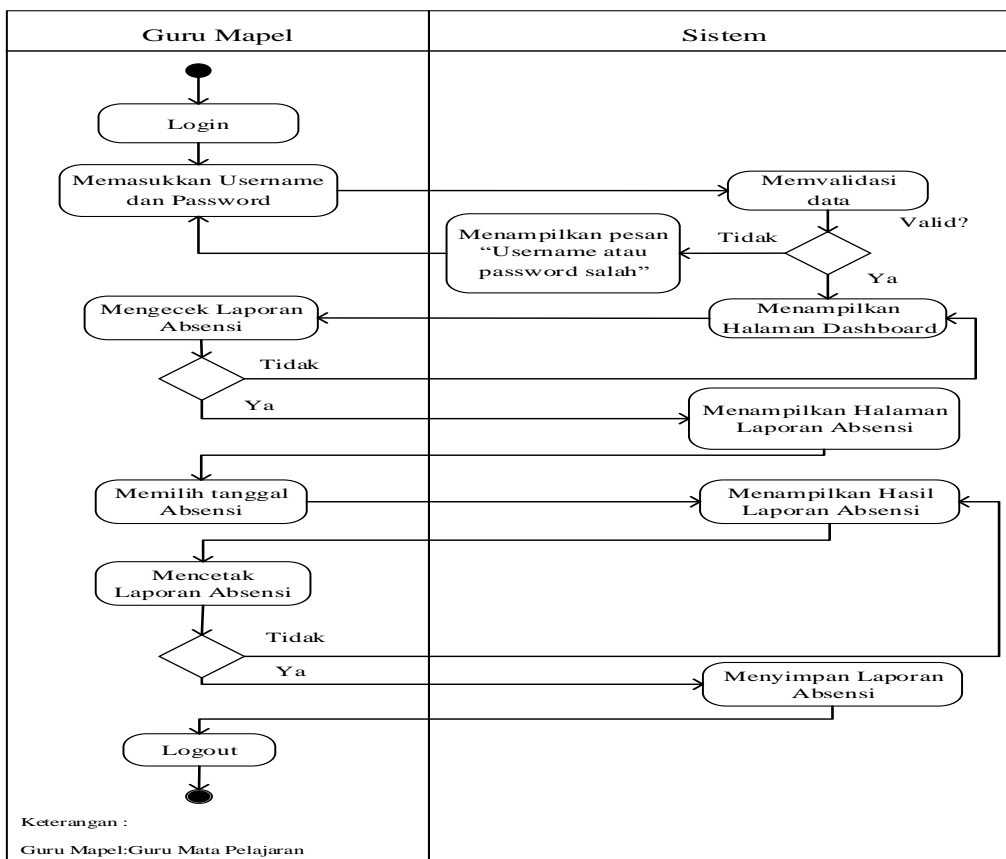 Guru Mapel
Sistem
Login
Memasukkan Username
dan Password
Memvalidasi
data
Valid?
Tidak
Menampilkan pesan
“Username atau
password salah”
Ya
Menampilkan
Halaman Dashboard
Mengecek Laporan
Absensi
Tidak
Ya
Menampilkan Halaman
Laporan Absensi
Memilih tanggal
Absensi
Menampilkan Hasil
Laporan Absensi
Mencetak
Laporan Absensi
Tidak
Ya
Menyimpan Laporan
Absensi
Logout
Keterangan :
Guru Mapel:Guru Mata Pelajaran